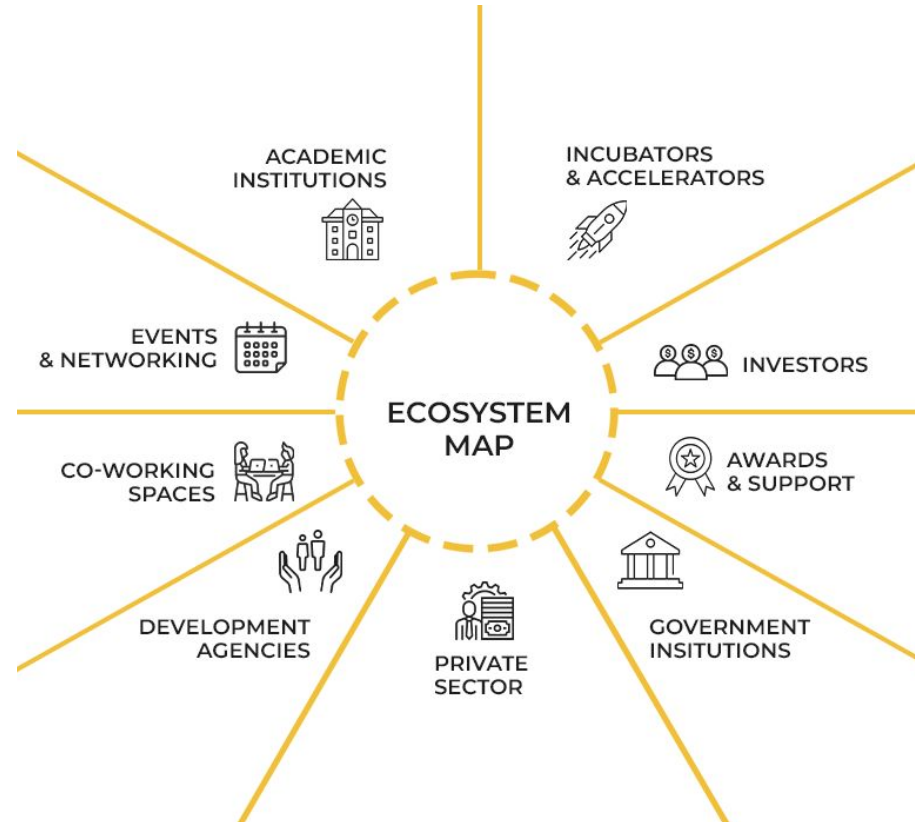 ACADEMIC
INSTITUTIONS
INCUBATORS
& ACCELERATORS
EVENTS
& NETWORKING
INVESTORS
ECOSYSTEM
MAP
CO-WORKING
SPACES
AWARDS
& SUPPORT
DEVELOPMENT
AGENCIES
PRIVATE
SECTOR
GOVERNMENT
INSITUTIONS